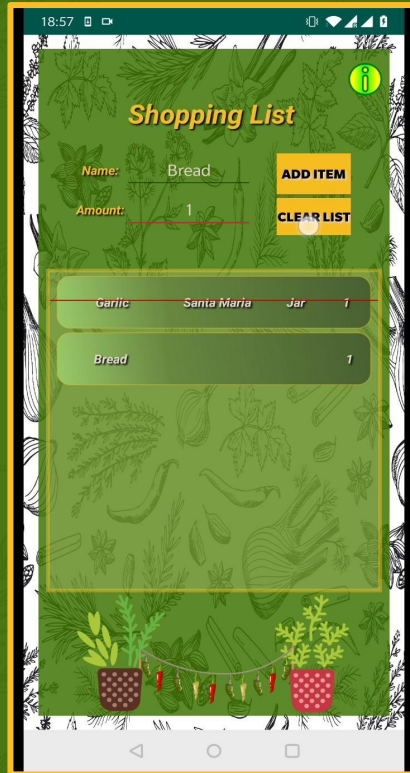 18:57
i
Shopping List
Name: Bread ADD ITEM
Amount: 1 CLEAR LIST
Garlic Santa Maria Jar 1
Bread 1